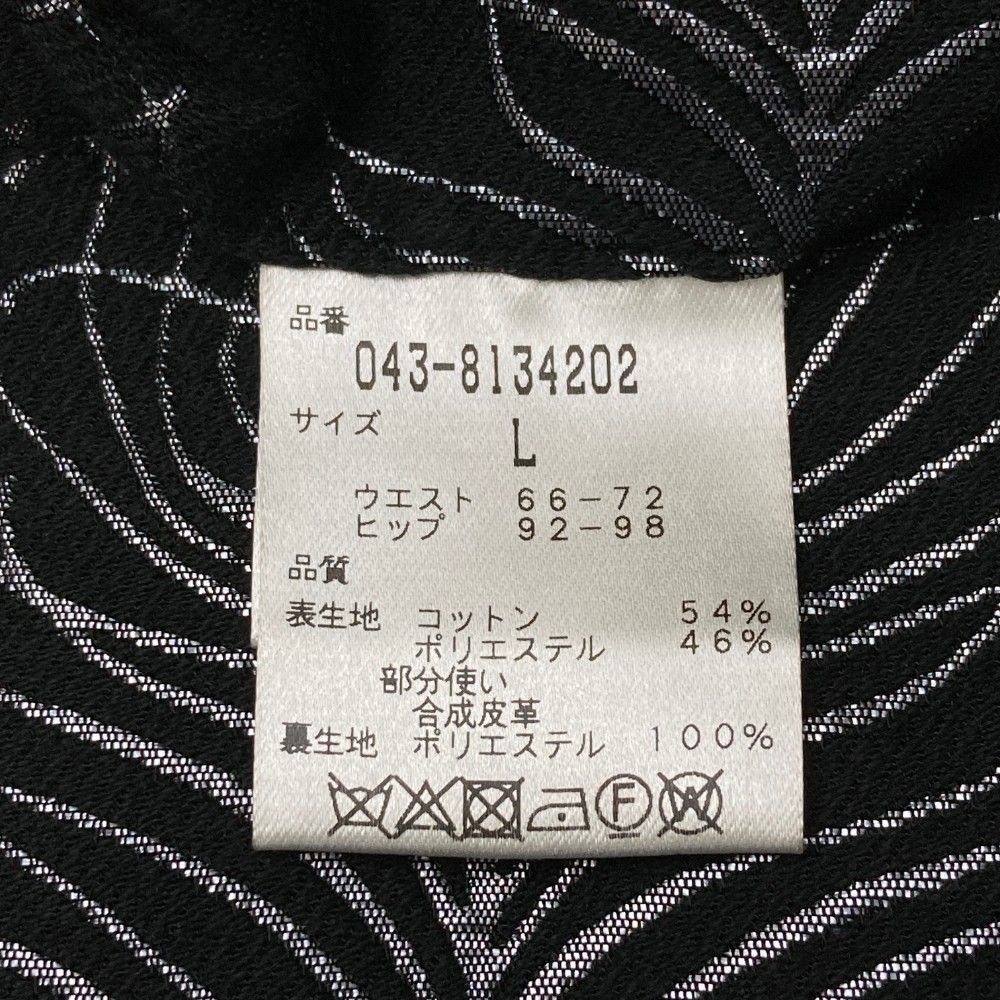 品番
043-8134202
サイズ
L
ウエスト 66-72
ヒップ 92-98
品質
表生地 コットン 54%
ポリエステル 46%
部分使い
合成皮革
裏生地 ポリエステル 100%
F W